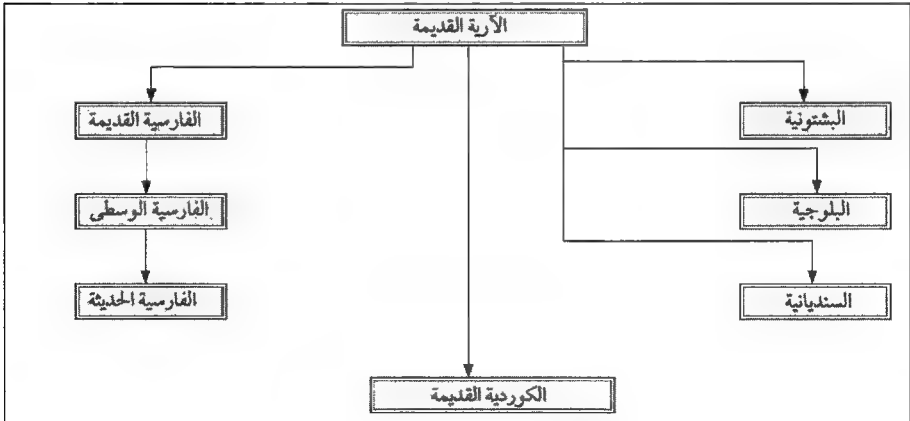 الآرية القديمة
البشتونية
الفارسية القديمة
البلوجية
الفارسية الوسطى
السنديانية
الفارسية الحديثة
الكوردية القديمة